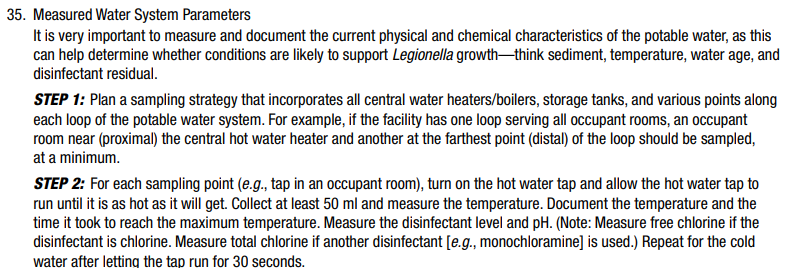 35. Measured Water System Parameters
It is very important to measure and document the current physical and chemical characteristics of the potable water, as this
can help determine whether conditions are likely to support Legionella growth—think sediment, temperature, water age, and
disinfectant residual.
STEP 1: Plan a sampling strategy that incorporates all central water heaters/boilers, storage tanks, and various points along
each loop of the potable water system. For example, if the facility has one loop serving all occupant rooms, an occupant
room near (proximal) the central hot water heater and another at the farthest point (distal) of the loop should be sampled,
at a minimum.
STEP 2: For each sampling point (e.g., tap in an occupant room), turn on the hot water tap and allow the hot water tap to
run until it is as hot as it will get. Collect at least 50 ml and measure the temperature. Document the temperature and the
time it took to reach the maximum temperature. Measure the disinfectant level and pH. (Note: Measure free chlorine if the
disinfectant is chlorine. Measure total chlorine if another disinfectant [e.g., monochloramine] is used.) Repeat for the cold
water after letting the tap run for 30 seconds.